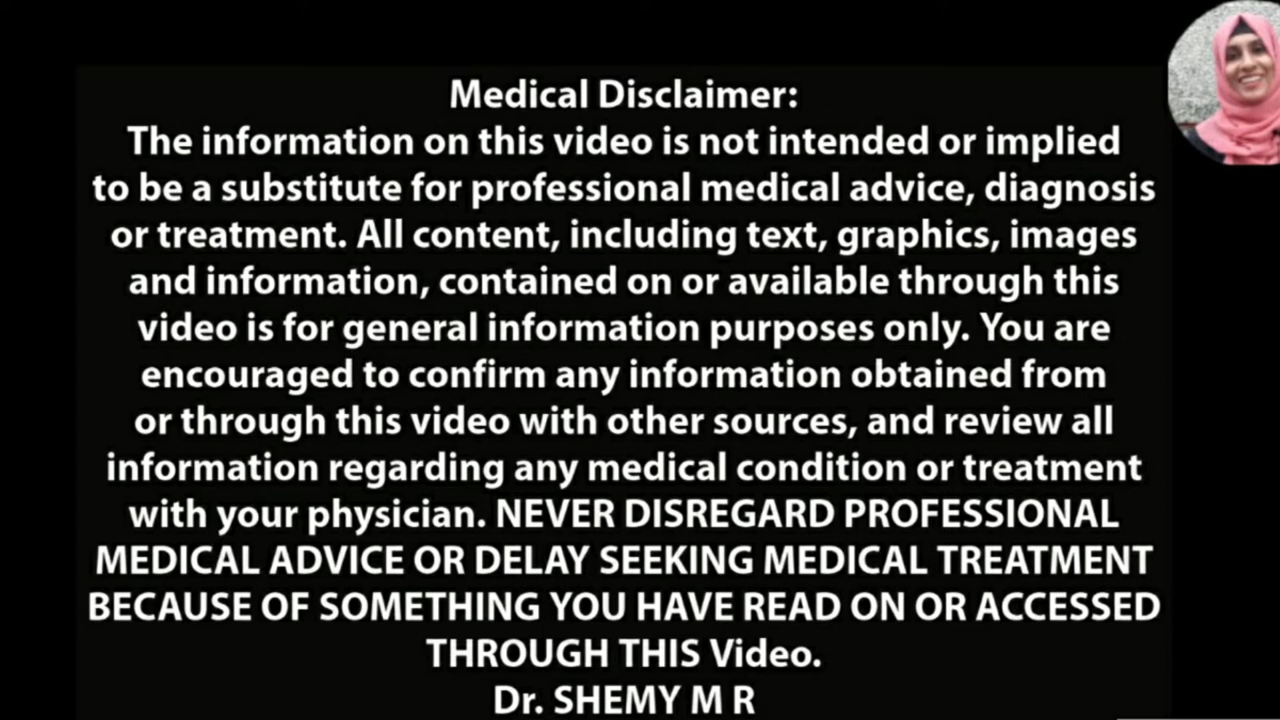 Medical Disclaimer:
The information on this video is not intended or implied
to be a substitute for professional medical advice, diagnosis
or treatment. All content, including text, graphics, images
and information, contained on or available through this
video is for general information purposes only. You are
encouraged to confirm any information obtained from
or through this video with other sources, and review all
information regarding any medical condition or treatment
with your physician. NEVER DISREGARD PROFESSIONAL
MEDICAL ADVICE OR DELAY SEEKING MEDICAL TREATMENT
BECAUSE OF SOMETHING YOU HAVE READ ON OR ACCESSED
THROUGH THIS Video.
Dr. SHEMY M R